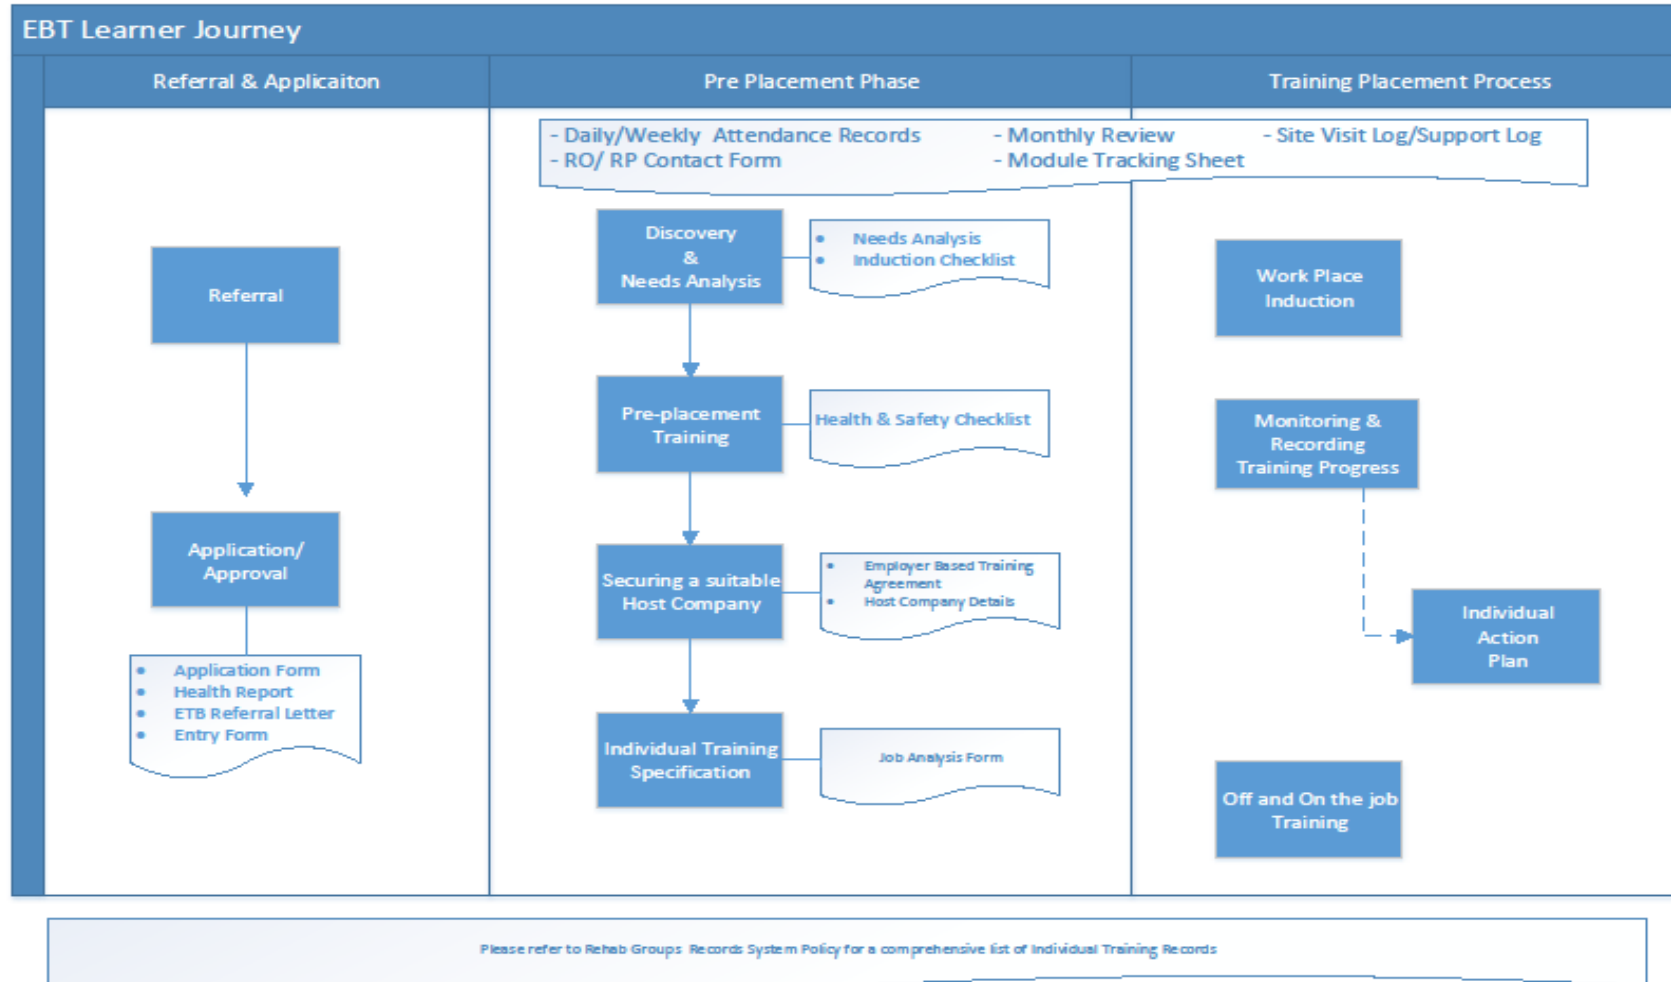 EBT Learner Journey
Referral & Applicaiton
Pre Placement Phase
Training Placement Process
- Daily/Weekly Attendance Records - Monthly Review - Site Visit Log/Support Log
- RO/ RP Contact Form - Module Tracking Sheet
Referral
Application/
Approval
• Application Form
• Health Report
• ETB Referral Letter
• Entry Form
Discovery
&
Needs Analysis
• Needs Analysis
• Induction Checklist
Pre-placement
Training
Health & Safety Checklist
Securing a suitable
Host Company
• Employer Based Training
Agreement
• Host Company Details
Individual Training
Specification
Job Analysis Form
Work Place
Induction
Monitoring &
Recording
Training Progress
Individual
Action
Plan
Off and On the job
Training
Please refer to Rehab Groups Records System Policy for a comprehensive list of Individual Training Records